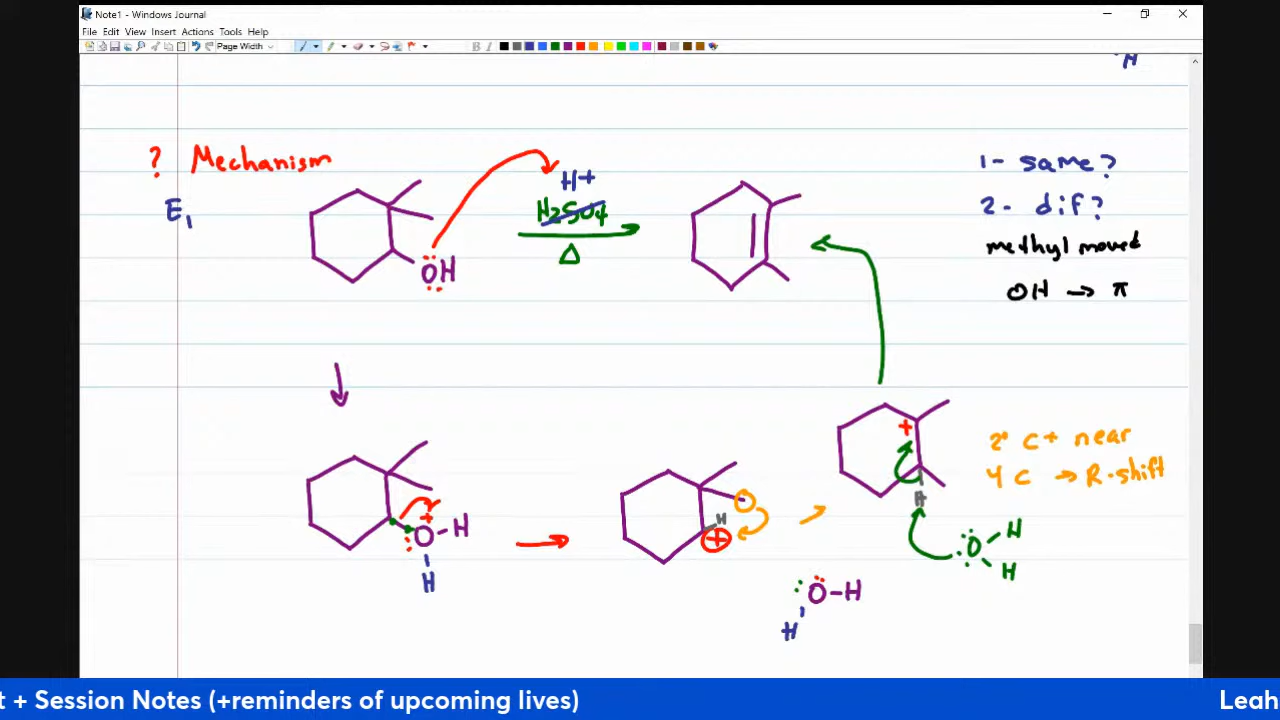 Note1 - Windows Journal
File Edit View Insert Actions Tools Help
Page Width
B I
H
? Mechanism
E1
H+
H2SO4
Δ
OH
1- same?
2- dif?
methyl moved
OH → π
+
O - H
H
H
+
+
H
2° C+ near
4 C → R-shift
O H
H
O-H
H
t + Session Notes (+reminders of upcoming lives)
Leah